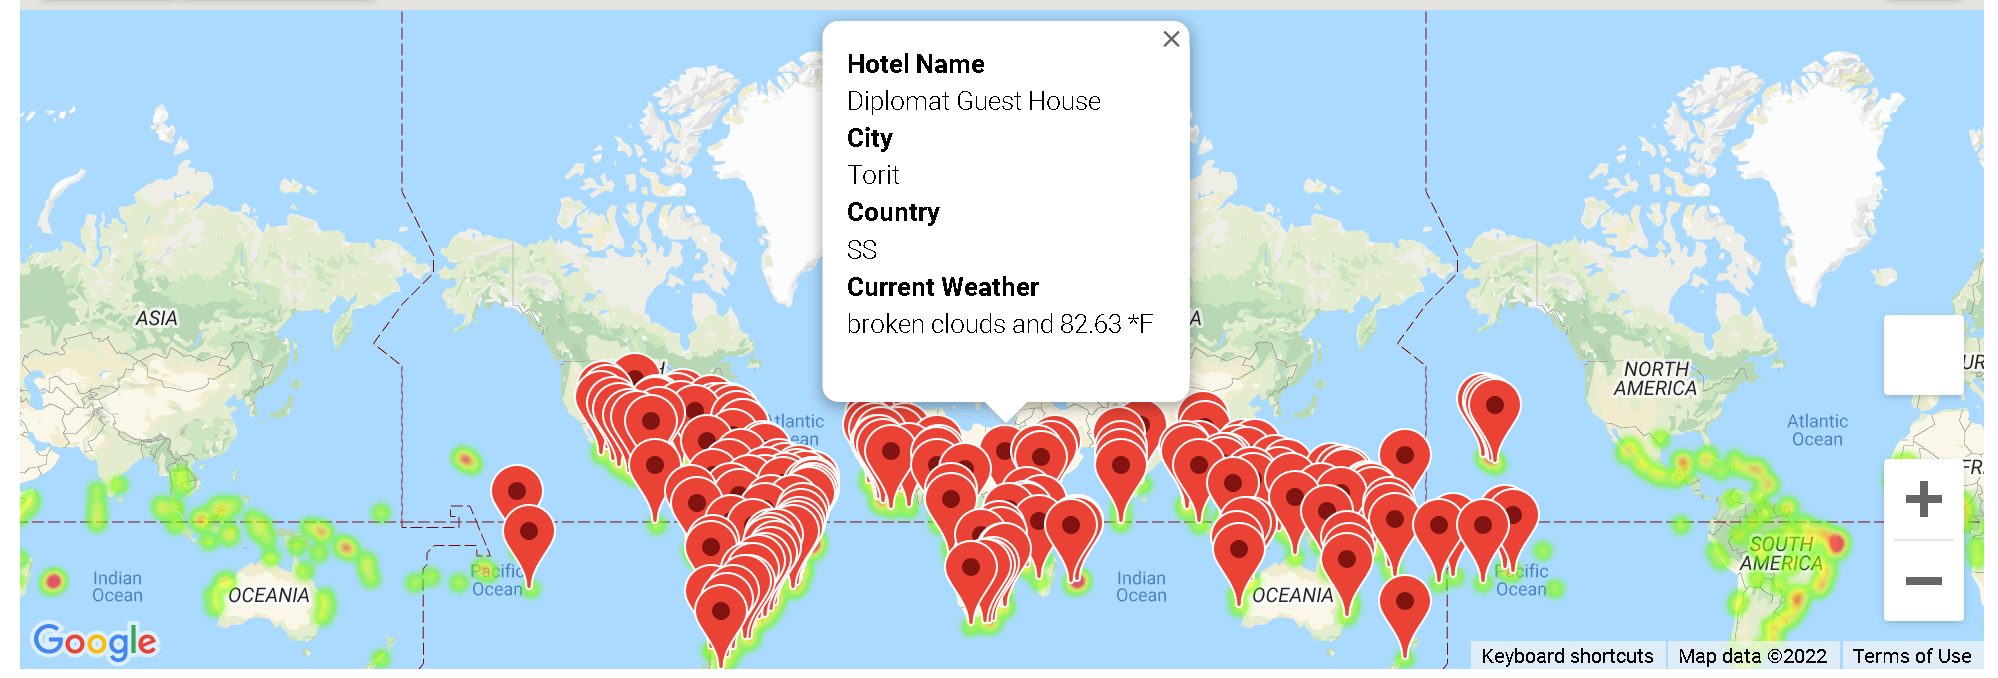 Hotel Name
Diplomat Guest House
City
Torit
Country
SS
Current Weather
broken clouds and 82.63 *F
ASIA
NORTH
AMERICA
Atlantic
Ocean
Indian
Ocean
OCEANIA
Pacific
Ocean
Indian
Ocean
OCEANIA
Pacific
Ocean
SOUTH
AMERICA
Google
Keyboard shortcuts
Map data ©2022
Terms of Use